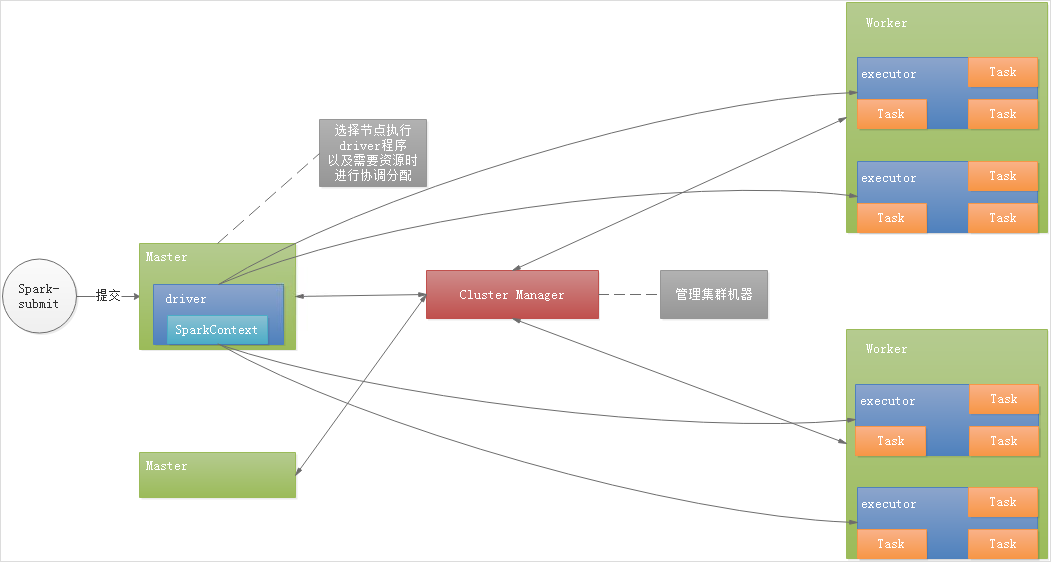 Spark-
submit
提交
选择节点执行
driver程序
以及需要资源时
进行协调分配
Master
driver
SparkContext
Master
Cluster Manager
管理集群机器
Worker
executor
Task
Task
Task
executor
Task
Task
Task
Worker
executor
Task
Task
Task
executor
Task
Task
Task